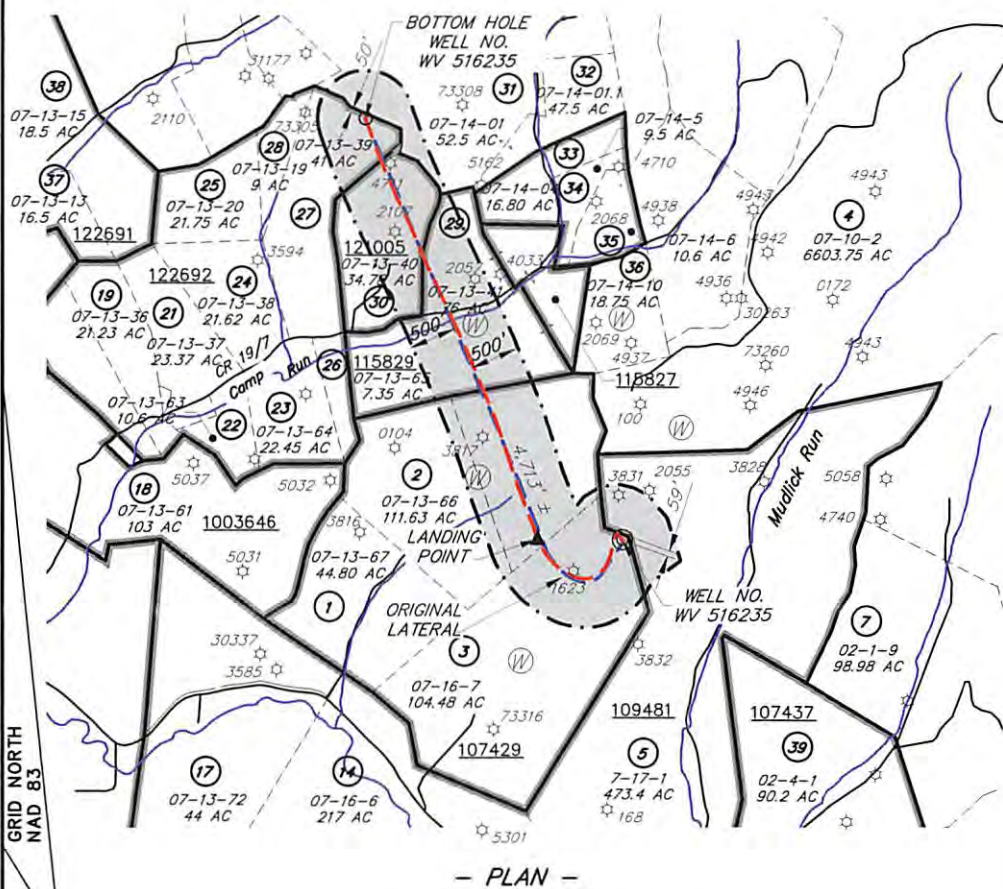 BOTTOM HOLE
WELL NO.
WV 516235
50'
31177
2110
73305
73308
38
07-13-15
18.5 AC
37
07-13-13
16.5 AC
122691
25
07-13-20
21.75 AC
28
07-13-19
9 AC
27
07-13-39
47 AC
31
07-14-01
52.5 AC
32
07-14-01.1
47.5 AC
07-14-5
9.5 AC
5162
33
34
07-14-04
16.80 AC
4710
2068
4938
4943
4943
4942
4
07-10-2
6603.75 AC
35
07-14-6
10.6 AC
36
07-14-10
18.75 AC
4936
30263
0172
4711
2107
29
121005
07-13-40
30
4033
122692
3594
24
07-13-38
21.62 AC
19
07-13-36
21.23 AC
21
07-13-37
23.37 AC
CR 19/7
Camp Run
26
500'
500'
115829
7.35 AC
2069
4937
115827
73260
4943
4946
100
07-13-63
22
23
07-13-64
22.45 AC
5037
5032
0104
3817
2
07-13-66
111.63 AC
4,713' ±
3831
2055
3828
Mudlick Run
5058
4740
18
07-13-61
103 AC
1003646
5031
3816
07-13-67
44.80 AC
1
LANDING
POINT
59'
ORIGINAL
LATERAL
1623
WELL NO.
WV 516235
3
07-16-7
104.48 AC
3832
7
02-1-9
98.98 AC
30337
3585
73316
107429
109481
5
7-17-1
473.4 AC
168
107437
39
02-4-1
90.2 AC
17
07-13-72
44 AC
14
07-16-6
217 AC
5301
W
W
W
W
W
GRID NORTH
NAD 83
- PLAN -